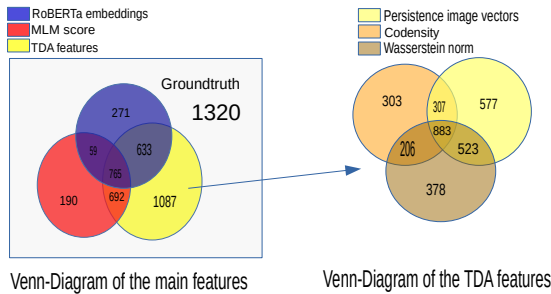 RoBERTa embeddings
MLM score
TDA features
Groundtruth
1320
271
59
633
765
692
190
1087
Venn-Diagram of the main features
Persistence image vectors
Codensity
Wasserstein norm
303
307
577
883
206
523
378
Venn-Diagram of the TDA features